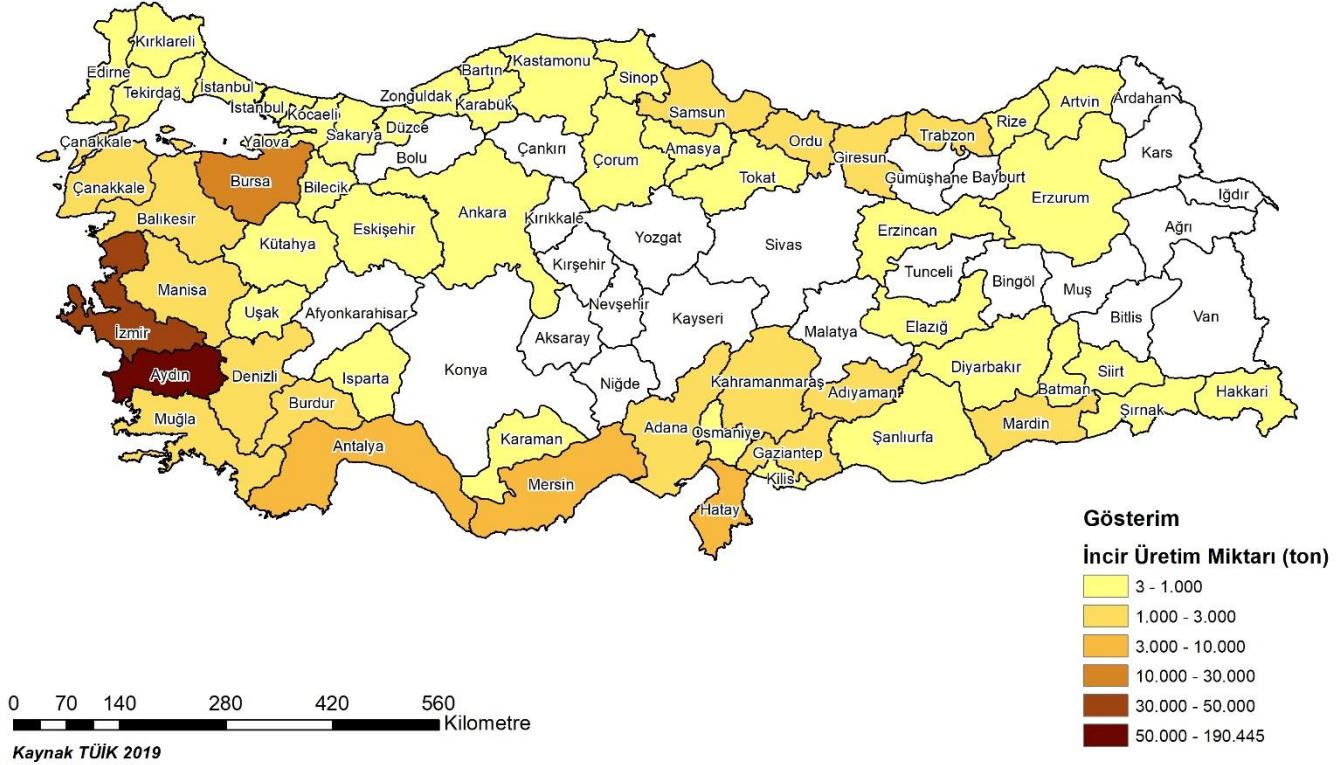 Kırklareli
Edirne
Tekirdağ
İstanbul
İstanbul
Kocaeli
Yalova
Sakarya
Düzce
Zonguldak
Bartın
Karabük
Kastamonu
Sinop
Samsun
Ordu
Giresun
Trabzon
Rize
Artvin
Ardahan
Kars
Çanakkale
Çanakkale
Bursa
Bilecik
Bolu
Çankırı
Çorum
Amasya
Tokat
Gümüşhane
Bayburt
Erzurum
Iğdır
Ağrı
Balıkesir
Kütahya
Eskişehir
Ankara
Kırıkkale
Yozgat
Sivas
Erzincan
Tunceli
Bingöl
Muş
Bitlis
Van
Manisa
Uşak
Afyonkarahisar
Kırşehir
Nevşehir
Kayseri
Malatya
Elazığ
İzmir
Aydın
Denizli
Isparta
Konya
Aksaray
Niğde
Kahramanmaraş
Adıyaman
Diyarbakır
Batman
Siirt
Hakkari
Şırnak
Muğla
Burdur
Antalya
Karaman
Mersin
Adana
Osmaniye
Gaziantep
Kilis
Şanlıurfa
Mardin
Hatay
Gösterim
İncir Üretim Miktarı (ton)
3 - 1.000
1.000 - 3.000
3.000 - 10.000
10.000 - 30.000
30.000 - 50.000
50.000 - 190.445
0 70 140 280 420 560
Kilometre
Kaynak TÜİK 2019